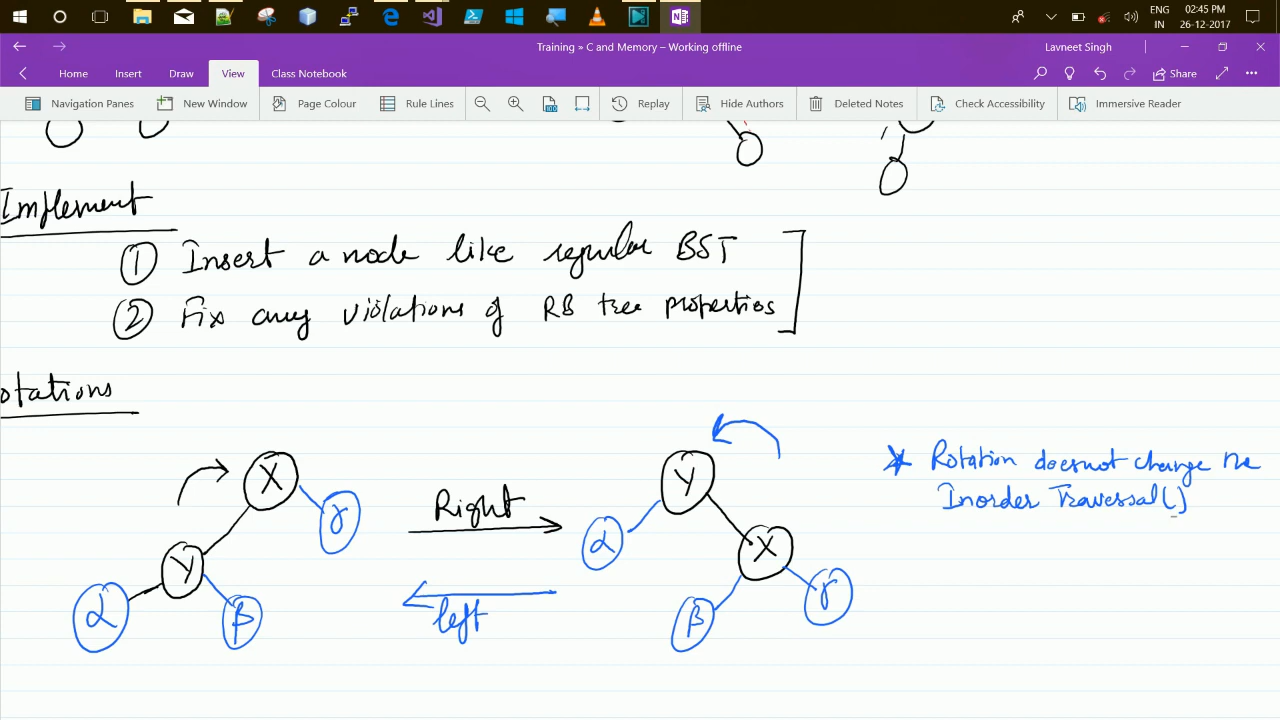 ENG
IN
02:45 PM
26-12-2017
Training » C and Memory – Working offline
Lavneet Singh
Home Insert Draw View Class Notebook
Share
Navigation Panes New Window Page Colour Rule Lines Replay Hide Authors Deleted Notes Check Accessibility Immersive Reader
Implement
① Insert a node like regular BST
② Fix any violations of RB tree properties
otations
X
γ
Y
α
β
Right
left
Y
α
X
β
γ
* Rotation doesnot change the
Inorder Traversal()